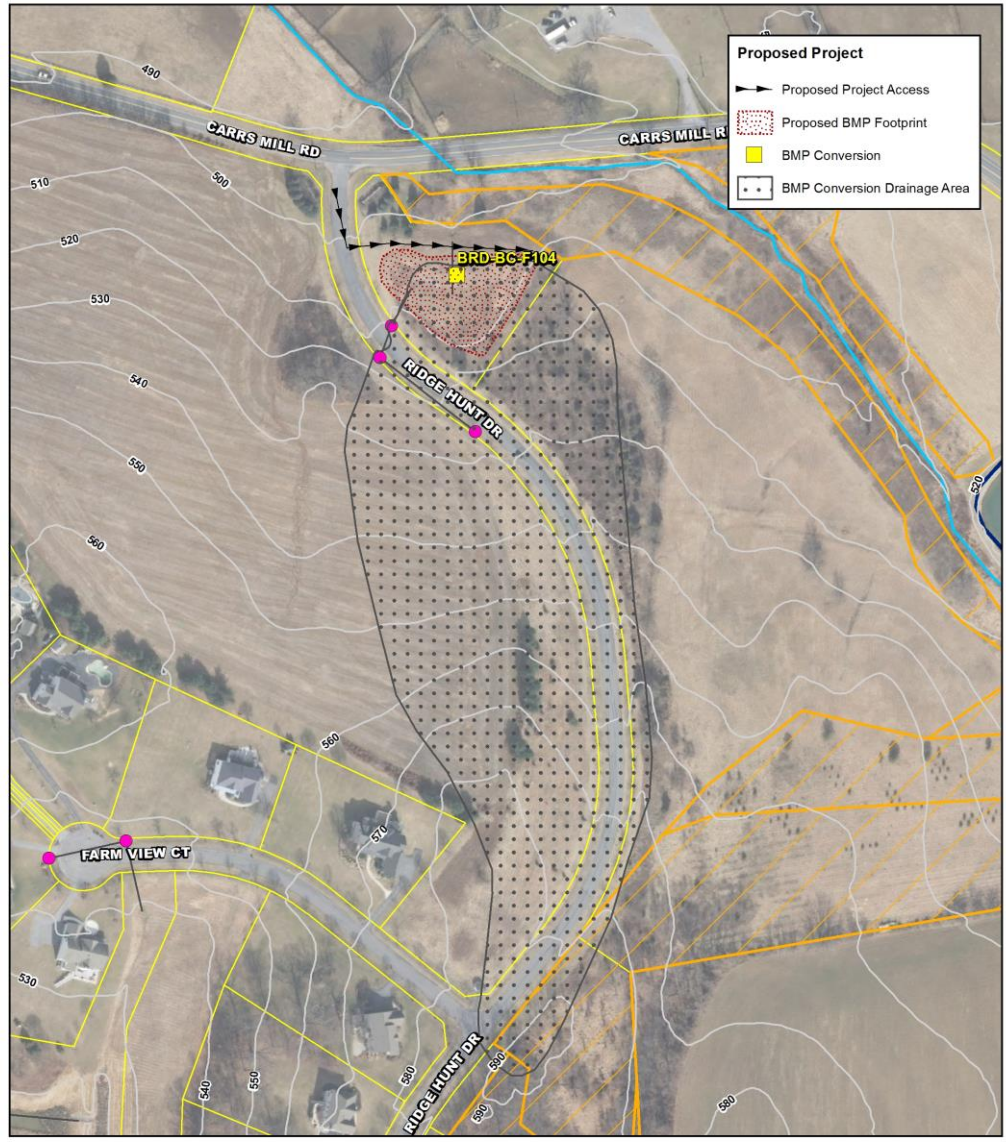 Proposed Project
Proposed Project Access
Proposed BMP Footprint
BMP Conversion
BMP Conversion Drainage Area
490
CARRS MILL RD
CARRS MILL R
500
510
520
BRD-BC-F104
530
540
RIDGE HUNT DR
550
520
560
560
570
FARM VIEW CT
530
540
550
580
RIDGE HUNT DR
590
590
580